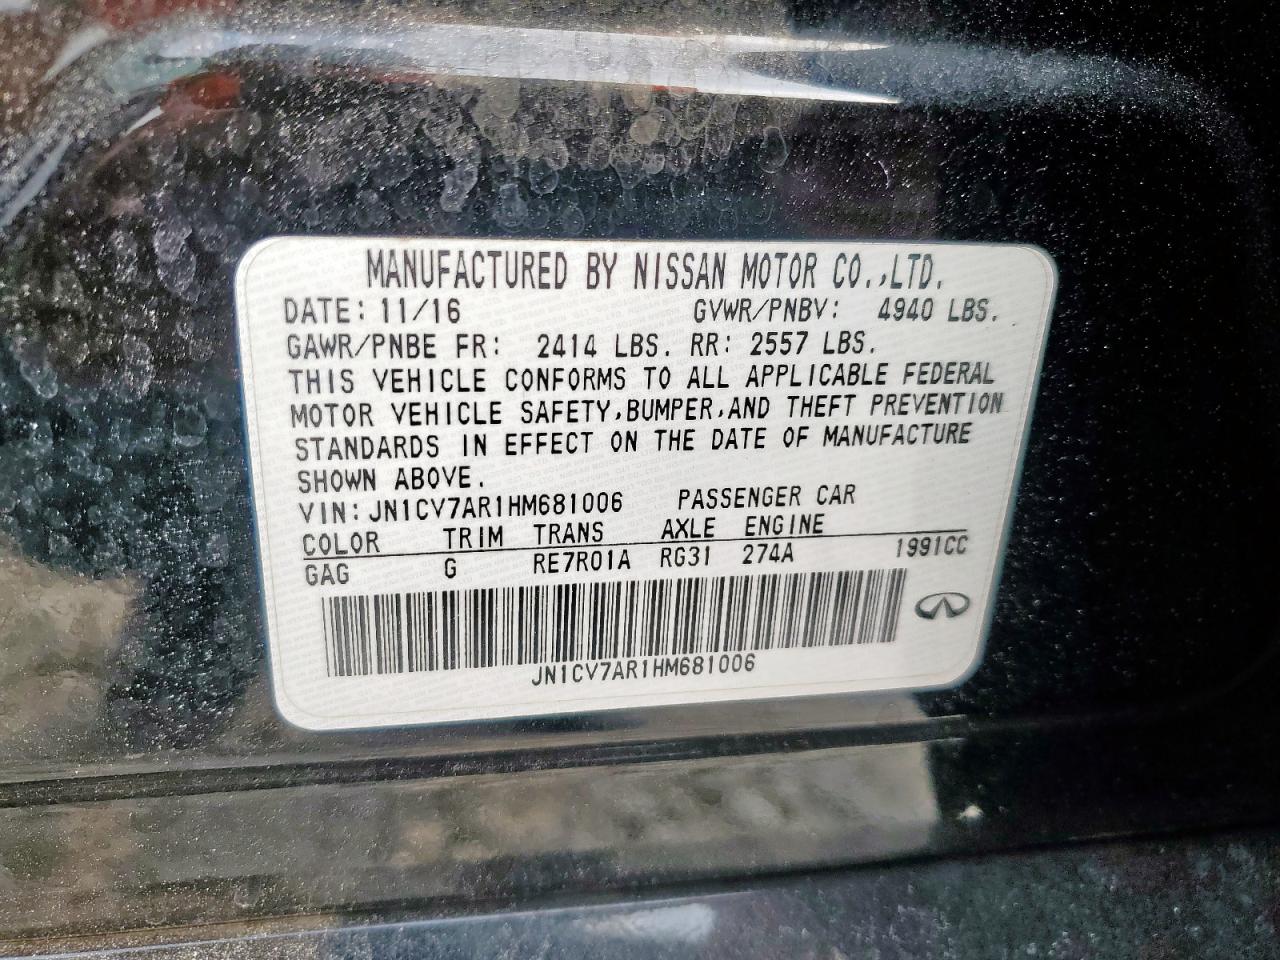 MANUFACTURED BY NISSAN MOTOR CO.,LTD.
DATE: 11/16 GVWR/PNBV: 4940 LBS.
GAWR/PNBE FR: 2414 LBS. RR: 2557 LBS.
THIS VEHICLE CONFORMS TO ALL APPLICABLE FEDERAL
MOTOR VEHICLE SAFETY,BUMPER,AND THEFT PREVENTION
STANDARDS IN EFFECT ON THE DATE OF MANUFACTURE
SHOWN ABOVE.
VIN:JN1CV7AR1HM681006 PASSENGER CAR
COLOR TRIM TRANS AXLE ENGINE
GAG G RE7R01A RG31 274A 1991CC
JN1CV7AR1HM681006